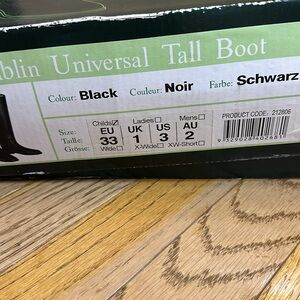 blin Universal Tall Boot
Colour: Black Couleur: Noir Farbe: Schwarz
Childs Ladies Mens
Size: EU UK US AU
Taille: 33 1 3 2
Grösse: Wide X-Wide XW-Short
PRODUCT CODE: 212806